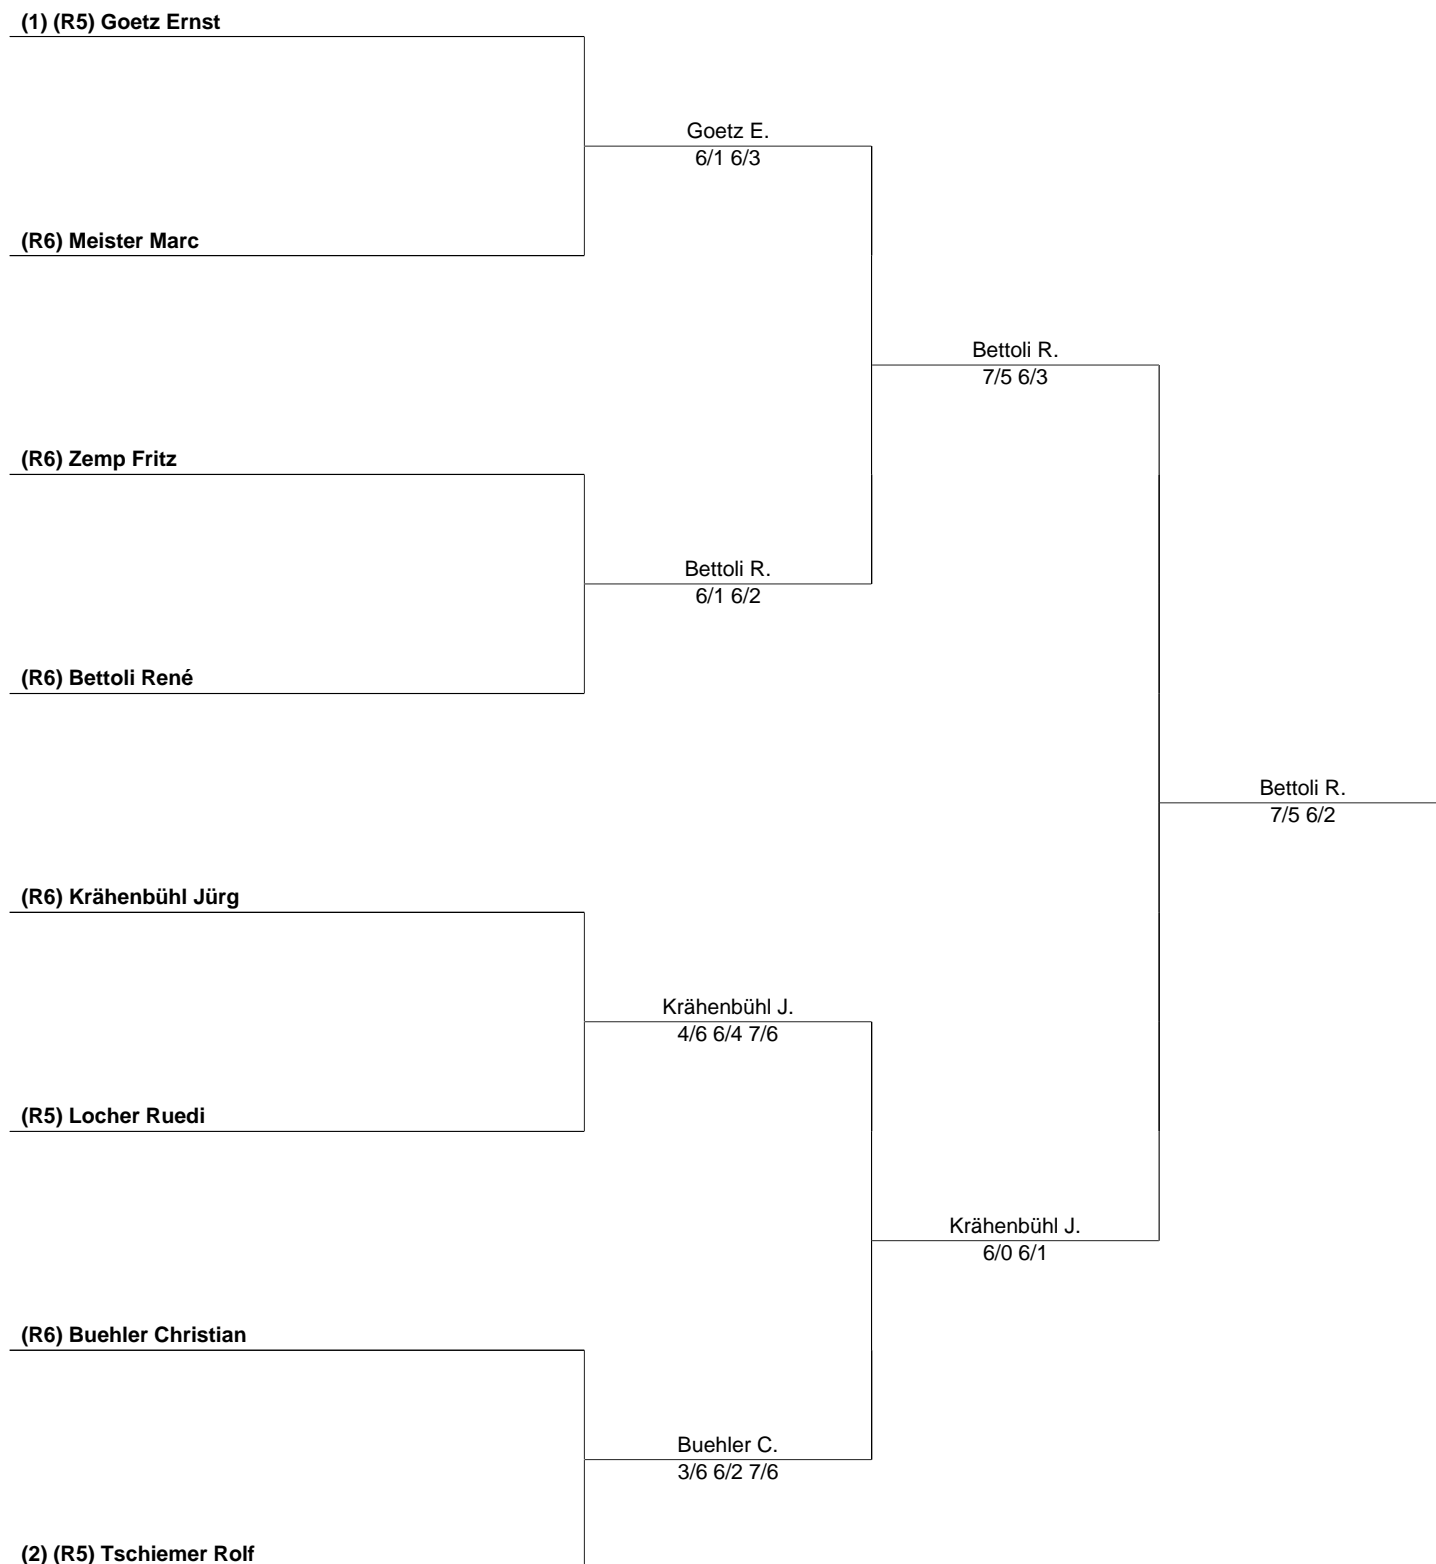 (1) (R5) Goetz Ernst
Goetz E.
6/1 6/3
(R6) Meister Marc
Bettoli R.
7/5 6/3
(R6) Zemp Fritz
Bettoli R.
6/1 6/2
(R6) Bettoli René
Bettoli R.
7/5 6/2
(R6) Krähenbühl Jürg
Krähenbühl J.
4/6 6/4 7/6
(R5) Locher Ruedi
Krähenbühl J.
6/0 6/1
(R6) Buehler Christian
Buehler C.
3/6 6/2 7/6
(2) (R5) Tschiemer Rolf